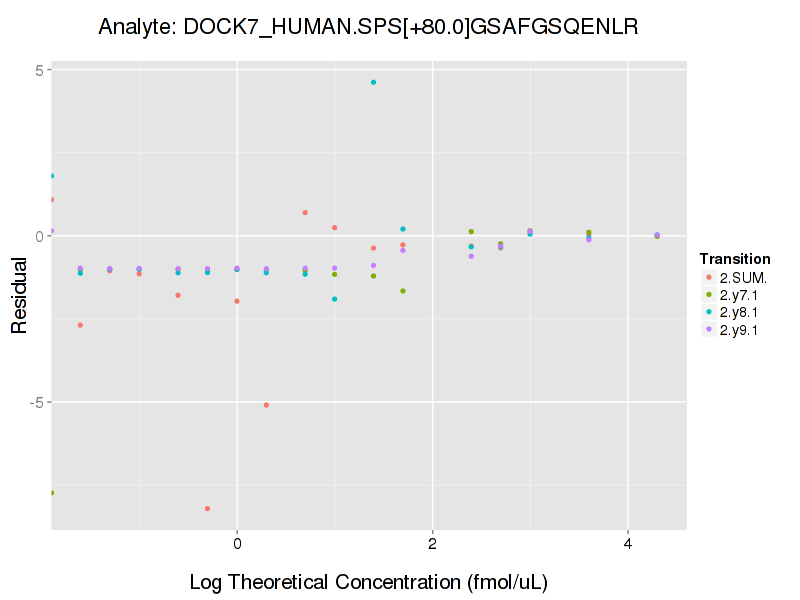 Analyte: DOCK7_HUMAN.SPS[+80.0]GSAFGSQENLR
5
0
-5
Residual
0 2 4
Log Theoretical Concentration (fmol/uL)
Transition
2.SUM.
2.y7.1
2.y8.1
2.y9.1